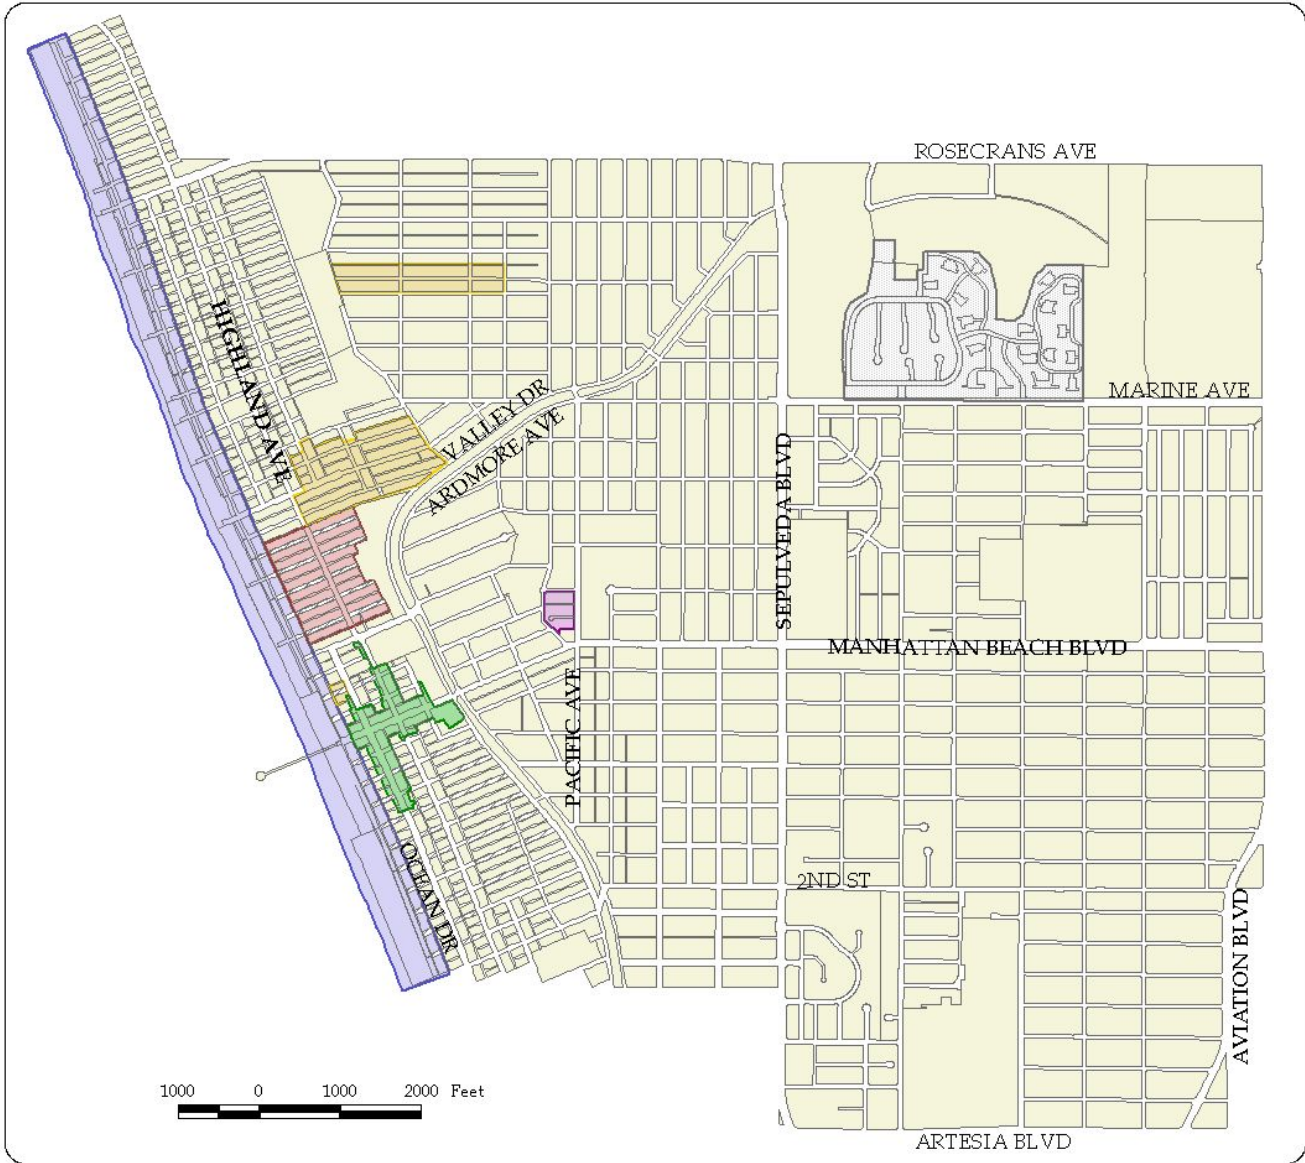 ROSECRANS AVE
HIGHLAND AVE
VALLEY DR
ARDMORE AVE
MARINE AVE
SEPULVEDA BLVD
MANHATTAN BEACH BLVD
PACIFIC AVE
OCEAN DR
2ND ST
AVIATION BLVD
1000 0 1000 2000 Feet
ARTESIA BLVD